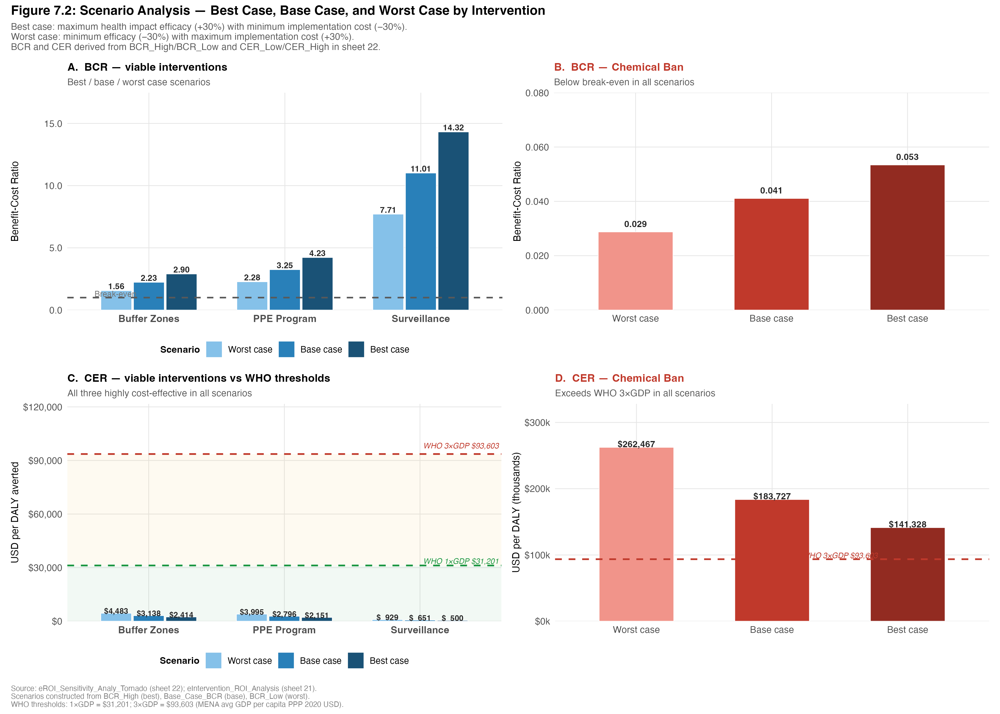 Figure 7.2: Scenario Analysis — Best Case, Base Case, and Worst Case by Intervention
Best case: maximum health impact efficacy (+30%) with minimum implementation cost (−30%).
Worst case: minimum efficacy (−30%) with maximum implementation cost (+30%).
BCR and CER derived from BCR_High/BCR_Low and CER_Low/CER_High in sheet 22.
A. BCR — viable interventions
Best / base / worst case scenarios
Benefit-Cost Ratio
15.0
10.0
5.0
0.0
1.56
2.23
2.90
2.28
3.25
4.23
7.71
11.01
14.32
Break-even
Buffer Zones
PPE Program
Surveillance
Scenario
Worst case
Base case
Best case
B. BCR — Chemical Ban
Below break-even in all scenarios
Benefit-Cost Ratio
0.080
0.060
0.040
0.020
0.000
0.029
0.041
0.053
Worst case
Base case
Best case
C. CER — viable interventions vs WHO thresholds
All three highly cost-effective in all scenarios
USD per DALY averted
$120,000
$90,000
$60,000
$30,000
$0
WHO 3×GDP $93,603
WHO 1×GDP $31,201
$4,483
$3,138
$2,414
$3,995
$2,796
$2,151
$ 929
$ 651
$ 500
Buffer Zones
PPE Program
Surveillance
Scenario
Worst case
Base case
Best case
D. CER — Chemical Ban
Exceeds WHO 3×GDP in all scenarios
USD per DALY (thousands)
$300k
$200k
$100k
$0k
$262,467
$183,727
$141,328
WHO 3×GDP $93,603
Worst case
Base case
Best case
Source: eROI_Sensitivity_Analy_Tornado (sheet 22); eIntervention_ROI_Analysis (sheet 21).
Scenarios constructed from BCR_High (best), Base_Case_BCR (base), BCR_Low (worst).
WHO thresholds: 1×GDP = $31,201; 3×GDP = $93,603 (MENA avg GDP per capita PPP 2020 USD).